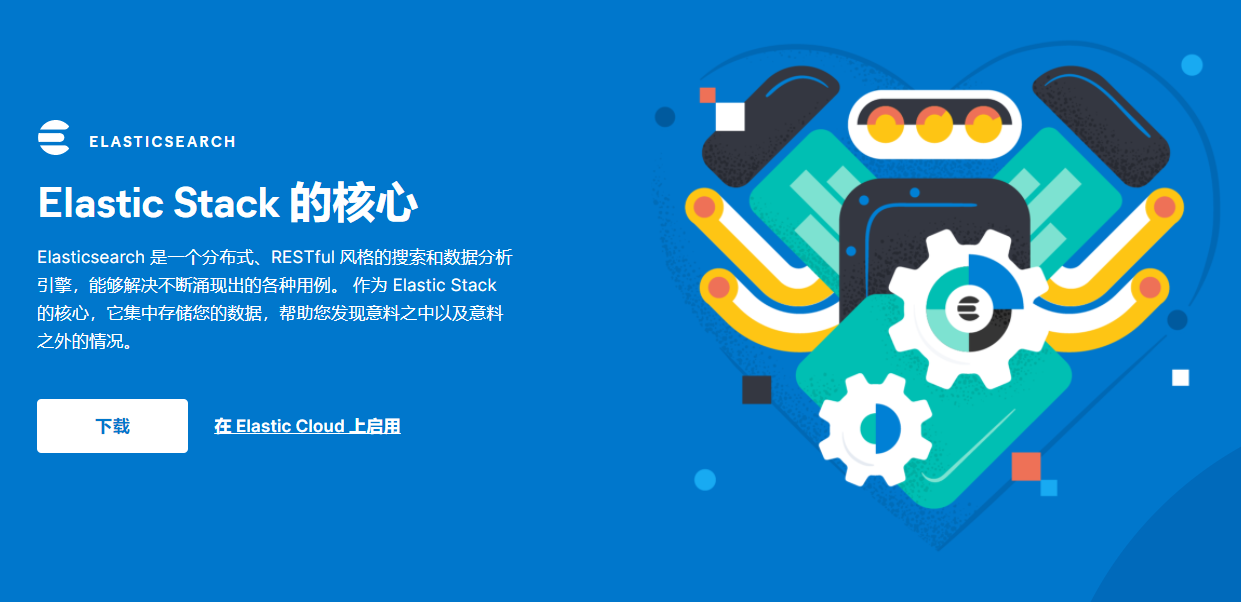 ELASTICSEARCH
Elastic Stack 的核心
Elasticsearch 是一个分布式、RESTful 风格的搜索和数据分析
引擎，能够解决不断涌现出的各种用例。 作为 Elastic Stack
的核心，它集中存储您的数据，帮助您发现意料之中以及意料
之外的情况。
下载
在 Elastic Cloud 上启用